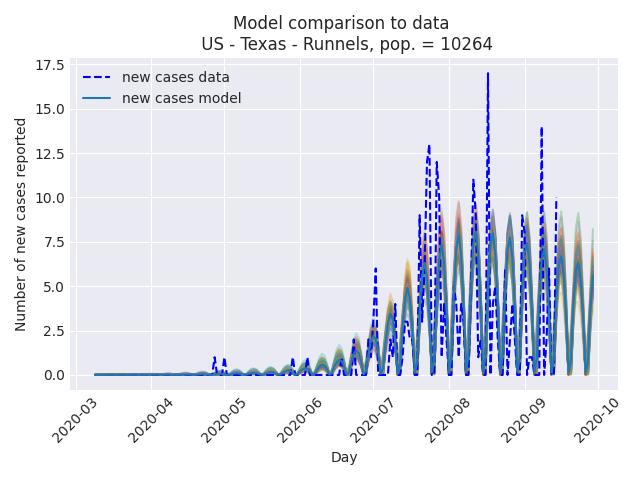 Model comparison to data
US - Texas - Runnels, pop. = 10264
new cases data
new cases model
Number of new cases reported
17.5
15.0
12.5
10.0
7.5
5.0
2.5
0.0
2020-03
2020-04
2020-05
2020-06
2020-07
2020-08
2020-09
2020-10
Day